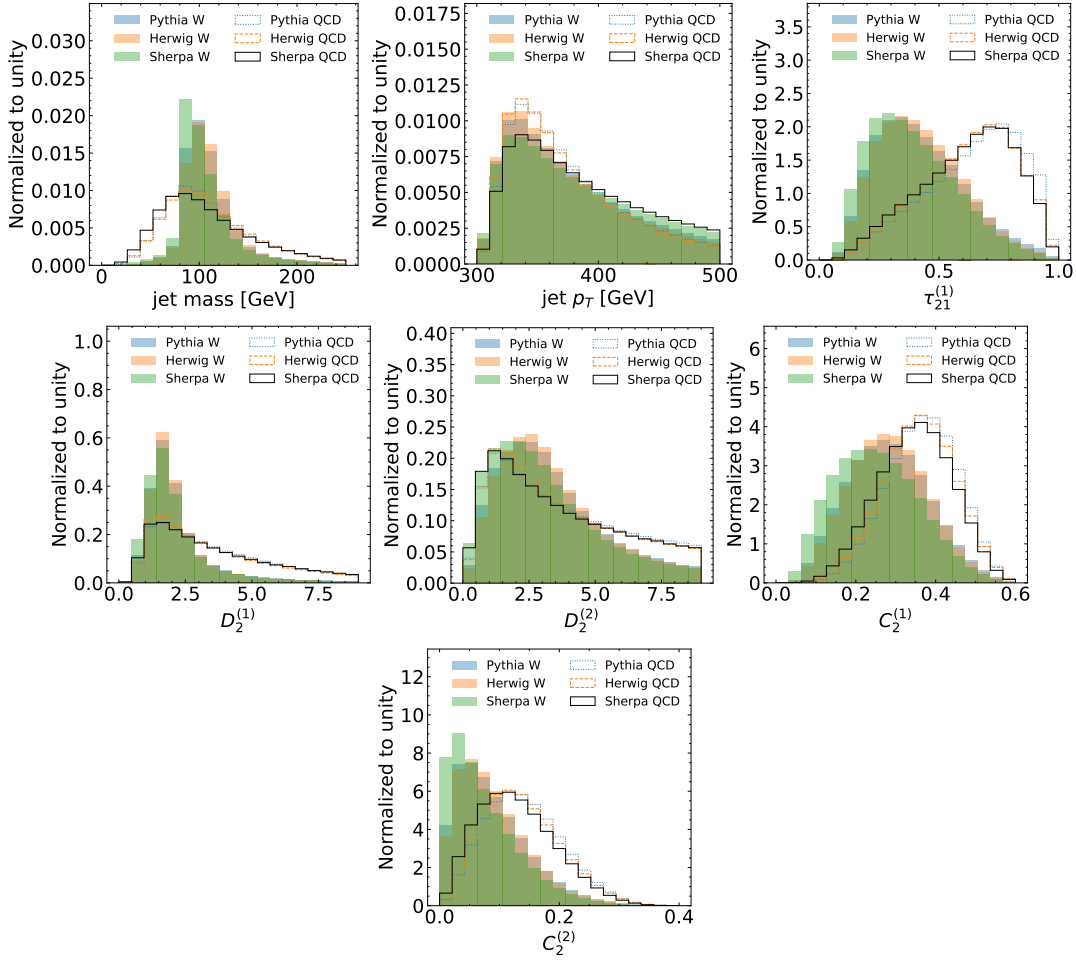 Normalized to unity
0.035
0.030
0.025
0.020
0.015
0.010
0.005
0.000
Pythia W
Herwig W
Sherpa W
Pythia QCD
Herwig QCD
Sherpa QCD
0
100
200
jet mass [GeV]
Normalized to unity
0.0175
0.0150
0.0125
0.0100
0.0075
0.0050
0.0025
0.0000
Pythia W
Herwig W
Sherpa W
Pythia QCD
Herwig QCD
Sherpa QCD
300
400
500
jet p_T [GeV]
Normalized to unity
3.5
3.0
2.5
2.0
1.5
1.0
0.5
0.0
Pythia W
Herwig W
Sherpa W
Pythia QCD
Herwig QCD
Sherpa QCD
0.0
0.5
1.0
τ_{21}^{(1)}
Normalized to unity
1.0
0.8
0.6
0.4
0.2
0.0
Pythia W
Herwig W
Sherpa W
Pythia QCD
Herwig QCD
Sherpa QCD
0.0
2.5
5.0
7.5
D_2^{(1)}
Normalized to unity
0.40
0.35
0.30
0.25
0.20
0.15
0.10
0.05
0.00
Pythia W
Herwig W
Sherpa W
Pythia QCD
Herwig QCD
Sherpa QCD
0.0
2.5
5.0
7.5
D_2^{(2)}
Normalized to unity
6
5
4
3
2
1
0
Pythia W
Herwig W
Sherpa W
Pythia QCD
Herwig QCD
Sherpa QCD
0.0
0.2
0.4
0.6
C_2^{(1)}
Normalized to unity
12
10
8
6
4
2
0
Pythia W
Herwig W
Sherpa W
Pythia QCD
Herwig QCD
Sherpa QCD
0.0
0.2
0.4
C_2^{(2)}